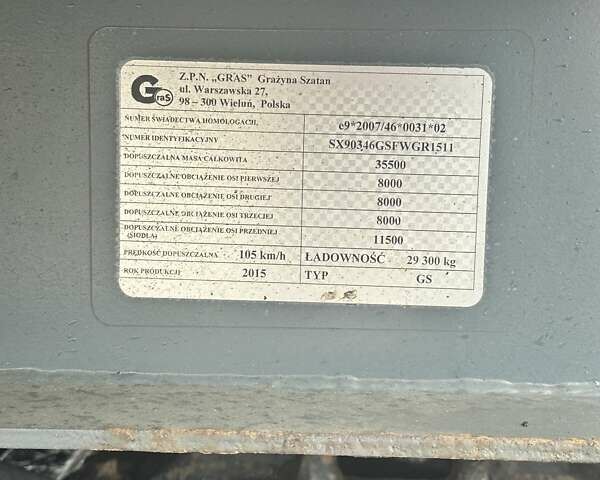 GraS
Z.P.N. „GRAS” Grażyna Szatan
ul. Warszawska 27,
98 – 300 Wieluń, Polska
NUMER ŚWIADECTWA HOMOLOGACJI, e9*2007/46*0031*02
NUMER IDENTYFIKACYJNY SX90346GSFWGR1511
DOPUSZCZALNA MASA CAŁKOWITA 35500
DOPUSZCZALNE OBCIĄŻENIE OSI PIERWSZEJ 8000
DOPUSZCZALNE OBCIĄŻENIE OSI DRUGIEJ 8000
DOPUSZCZALNE OBCIĄŻENIE OSI TRZECIEJ 8000
DOPUSZCZALNE OBCIĄŻENIE OSI PRZEDNIEJ
(SIODŁA) 11500
PRĘDKOŚĆ DOPUSZCZALNA 105 km/h ŁADOWNOŚĆ 29 300 kg
ROK PRODUKCJI 2015 TYP GS